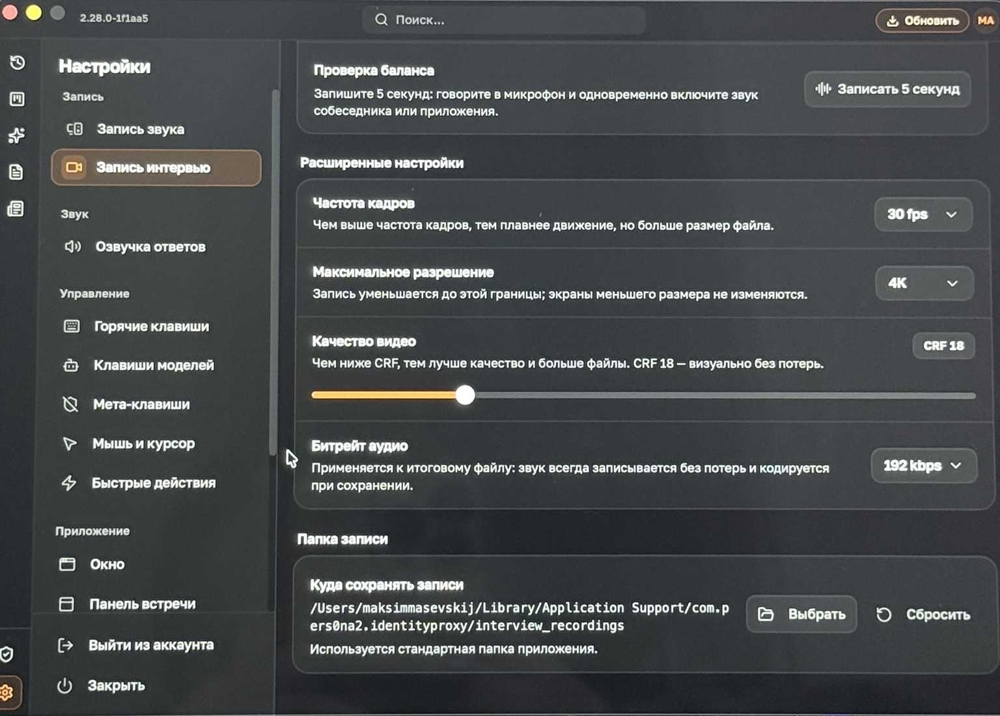 2.28.0-1f1aa5
Поиск...
Обновить
MA
Настройки
Запись
Запись звука
Запись интервью
Звук
Озвучка ответов
Управление
Горячие клавиши
Клавиши моделей
Мета-клавиши
Мышь и курсор
Быстрые действия
Приложение
Окно
Панель встречи
Выйти из аккаунта
Закрыть
Проверка баланса
Запишите 5 секунд: говорите в микрофон и одновременно включите звук
собеседника или приложения.
Записать 5 секунд
Расширенные настройки
Частота кадров
Чем выше частота кадров, тем плавнее движение, но больше размер файла.
30 fps
Максимальное разрешение
Запись уменьшается до этой границы; экраны меньшего размера не изменяются.
4K
Качество видео
Чем ниже CRF, тем лучше качество и больше файлы. CRF 18 — визуально без потерь.
CRF 18
Битрейт аудио
Применяется к итоговому файлу: звук всегда записывается без потерь и кодируется
при сохранении.
192 kbps
Папка записи
Куда сохранять записи
/Users/maksimmasevskij/Library/Application Support/com.p
ers0na2.identityproxy/interview_recordings
Используется стандартная папка приложения.
Выбрать
Сбросить